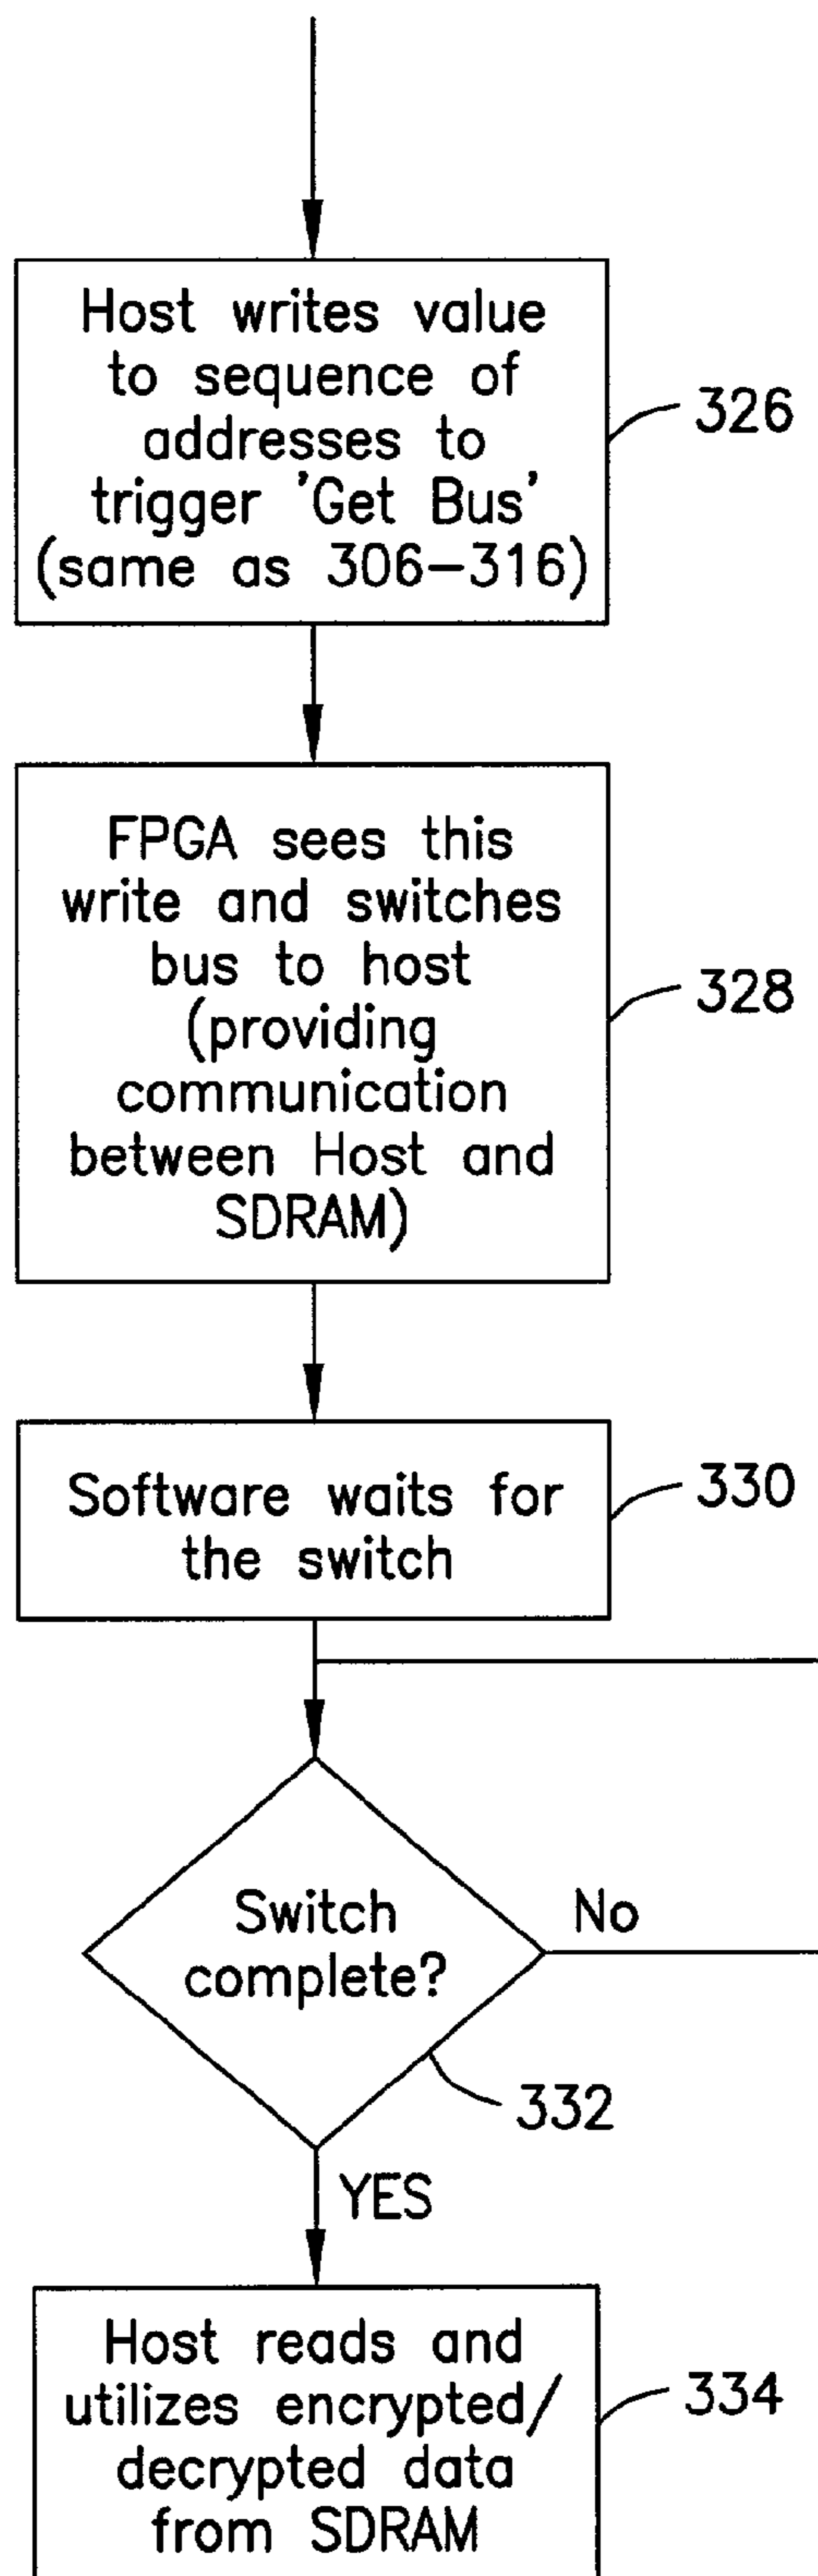 Host writes value
to sequence of
addresses to
trigger 'Get Bus'
(same as 306-316)
326
FPGA sees this
write and switches
bus to host
(providing
communication
between Host and
SDRAM)
328
Software waits for
the switch
330
Switch
complete?
No
332
YES
Host reads and
utilizes encrypted/
decrypted data
from SDRAM
334